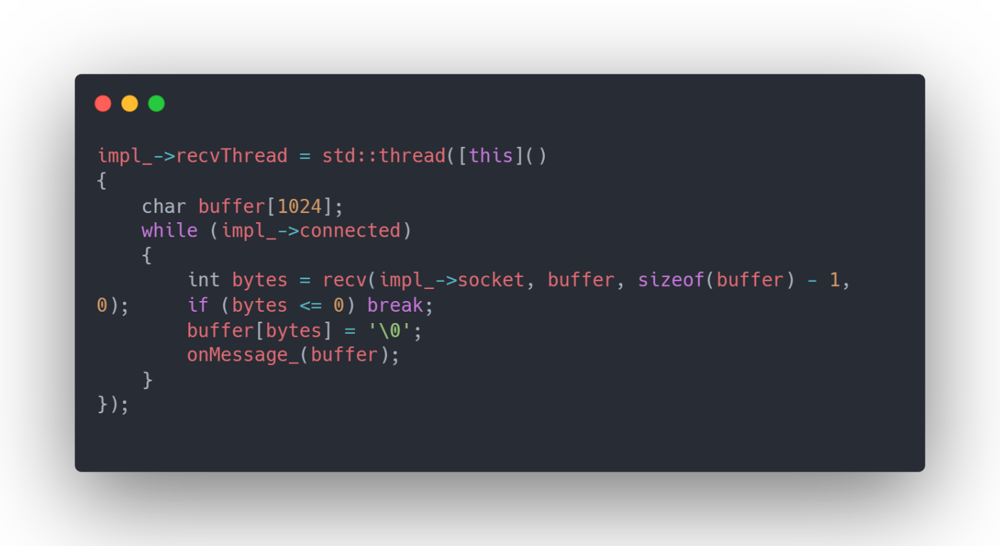 impl_->recvThread = std::thread([this]()
{
    char buffer[1024];
    while (impl_->connected)
    {
        int bytes = recv(impl_->socket, buffer, sizeof(buffer) - 1,
0);     if (bytes <= 0) break;
        buffer[bytes] = '\0';
        onMessage_(buffer);
    }
});